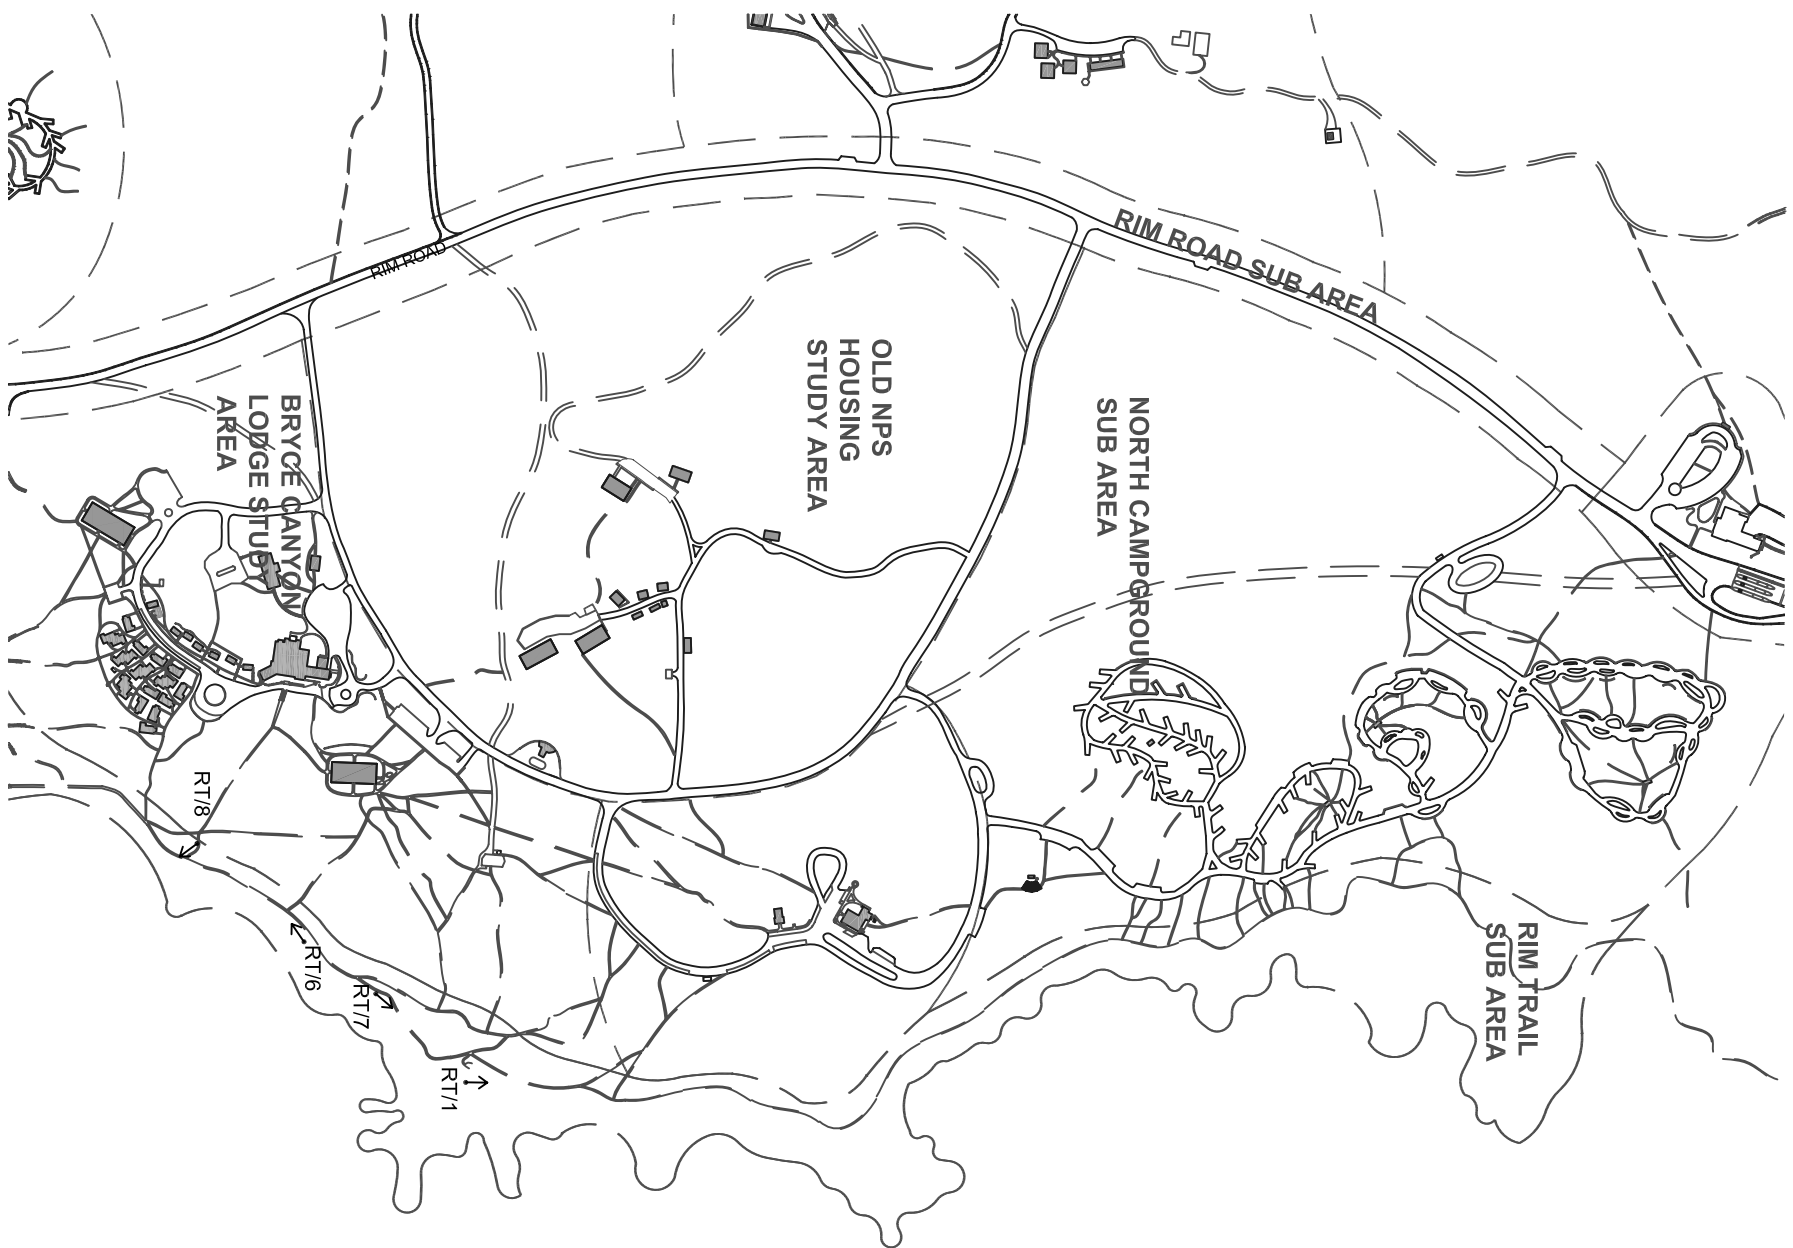 RIM ROAD SUB AREA
RIM ROAD
OLD NPS
HOUSING
STUDY AREA
NORTH CAMPGROUND
SUB AREA
BRYCE CANYON
LODGE STUD
AREA
RIM TRAIL
SUB AREA
RT/8
RT/6
RT/7
RT/1